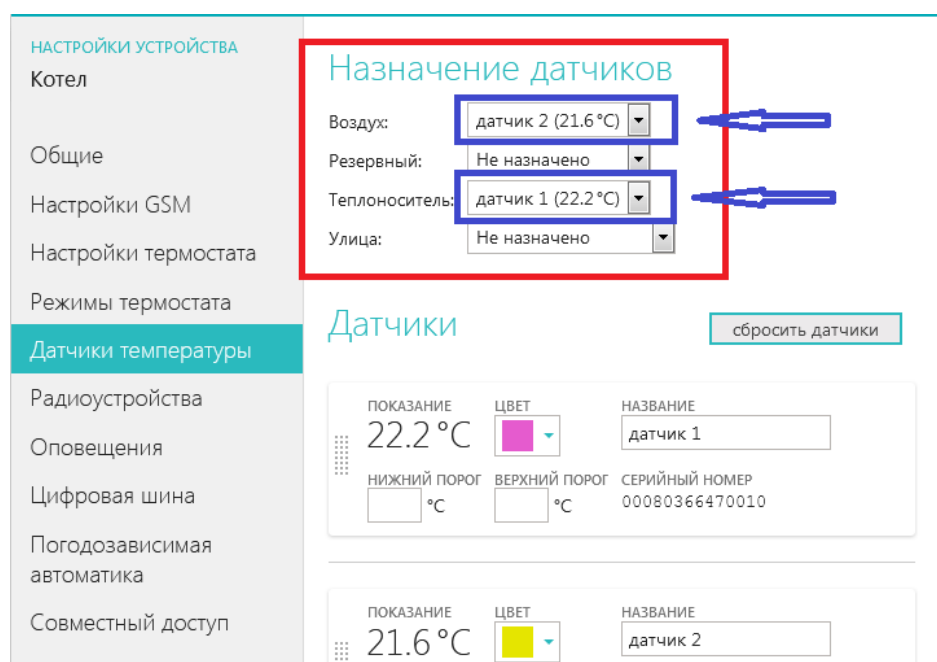 НАСТРОЙКИ УСТРОЙСТВА
Котел
Общие
Настройки GSM
Настройки термостата
Режимы термостата
Датчики температуры
Радиоустройства
Оповещения
Цифровая шина
Погодозависимая
автоматика
Совместный доступ
Назначение датчиков
Воздух: датчик 2 (21.6 °C)
Резервный: Не назначено
Теплоноситель: датчик 1 (22.2 °C)
Улица: Не назначено
Датчики
сбросить датчики
ПОКАЗАНИЕ ЦВЕТ НАЗВАНИЕ
22.2 °C датчик 1
НИЖНИЙ ПОРОГ ВЕРХНИЙ ПОРОГ СЕРИЙНЫЙ НОМЕР
°C °C 00080366470010
ПОКАЗАНИЕ ЦВЕТ НАЗВАНИЕ
21.6 °C датчик 2